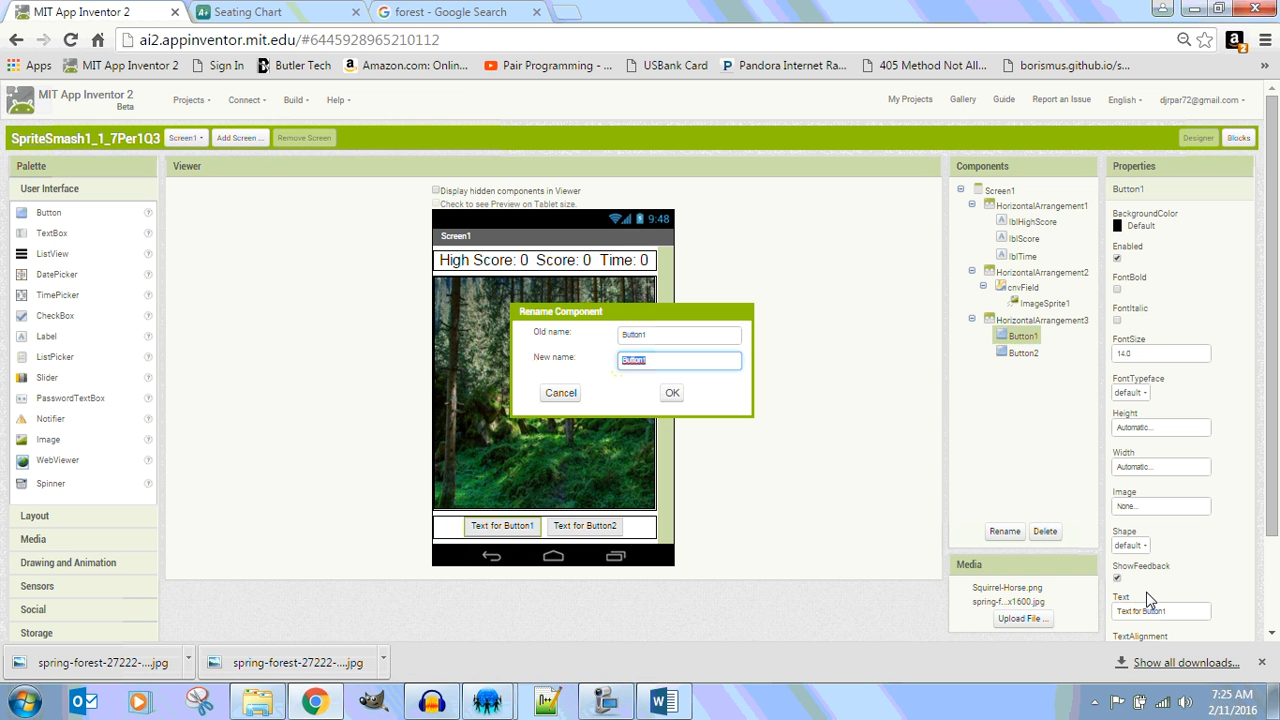 MIT App Inventor 2
Seating Chart
forest - Google Search
ai2.appinventor.mit.edu/#6445928965210112
Apps MIT App Inventor 2 Sign In Butler Tech Amazon.com: Onli... Pair Programming - ... USBank Card Pandora Internet Ra... 405 Method Not All... borismus.github.io/s... »
MIT App Inventor 2
Beta
Projects Connect Build Help
My Projects Gallery Guide Report an Issue English djrpar72@gmail.com
SpriteSmash1_1_7Per1Q3 Screen1 Add Screen ... Remove Screen Designer Blocks
Palette
User Interface
Button
TextBox
ListView
DatePicker
TimePicker
CheckBox
Label
ListPicker
Slider
PasswordTextBox
Notifier
Image
WebViewer
Spinner
Layout
Media
Drawing and Animation
Sensors
Social
Storage
Viewer
Display hidden components in Viewer
Check to see Preview on Tablet size.
9:48
Screen1
High Score: 0 Score: 0 Time: 0
Rename Component
Old name: Button1
New name: Button1
Cancel OK
Text for Button1 Text for Button2
Components
Screen1
HorizontalArrangement1
lblHighScore
lblScore
lblTime
HorizontalArrangement2
cnvField
ImageSprite1
HorizontalArrangement3
Button1
Button2
Rename Delete
Media
Squirrel-Horse.png
spring-f...x1600.jpg
Upload File ...
Properties
Button1
BackgroundColor
Default
Enabled
FontBold
FontItalic
FontSize
14.0
FontTypeface
default
Height
Automatic...
Width
Automatic...
Image
None...
Shape
default
ShowFeedback
Text
Text for Button1
TextAlignment
spring-forest-27222-....jpg
spring-forest-27222-....jpg
Show all downloads...
7:25 AM
2/11/2016